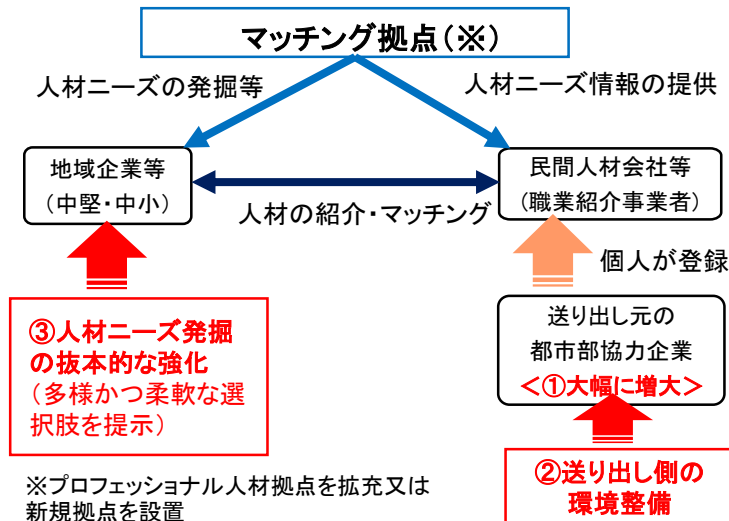 マッチング拠点(※)
人材ニーズの発掘等
人材ニーズ情報の提供
地域企業等
(中堅・中小)
民間人材会社等
(職業紹介事業者)
人材の紹介・マッチング
個人が登録
③人材ニーズ発掘
の抜本的な強化
(多様かつ柔軟な選
択肢を提示)
送り出し元の
都市部協力企業
<①大幅に増大>
②送り出し側の
環境整備
※プロフェッショナル人材拠点を拡充又は
新規拠点を設置